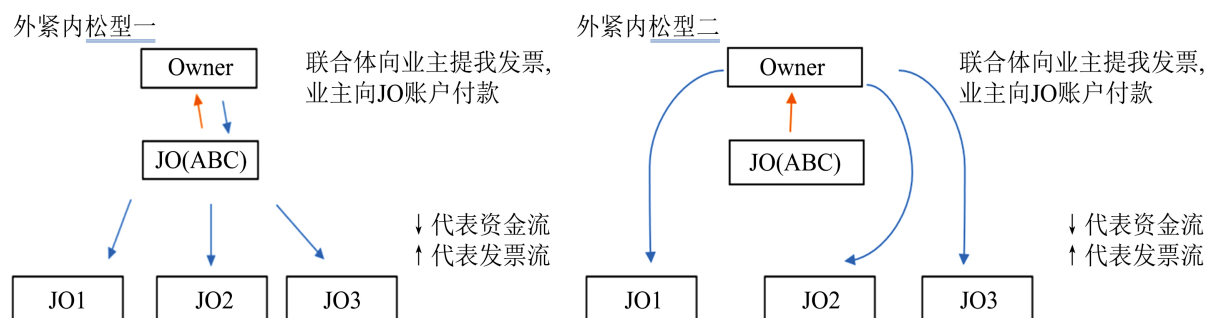 外紧内松型一
Owner
联合体向业主提我发票,
业主向JO账户付款
JO(ABC)
↓代表资金流
↑代表发票流
JO1
JO2
JO3
外紧内松型二
Owner
联合体向业主提我发票,
业主向JO账户付款
JO(ABC)
↓代表资金流
↑代表发票流
JO1
JO2
JO3